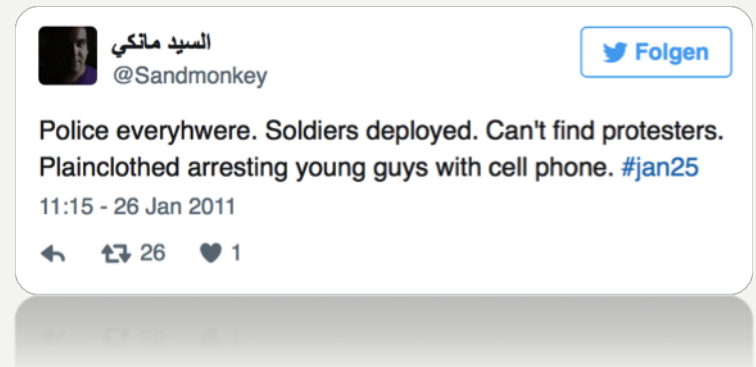 السيد مانكي
@Sandmonkey
Folgen
Police everyhwere. Soldiers deployed. Can't find protesters.
Plainclothed arresting young guys with cell phone. #jan25
11:15 - 26 Jan 2011
26 1